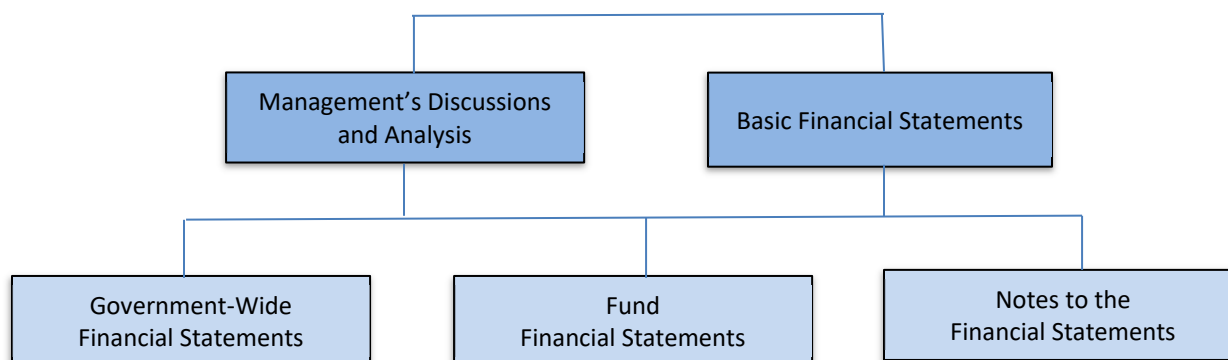 Management’s Discussions
and Analysis
Basic Financial Statements
Government-Wide
Financial Statements
Fund
Financial Statements
Notes to the
Financial Statements